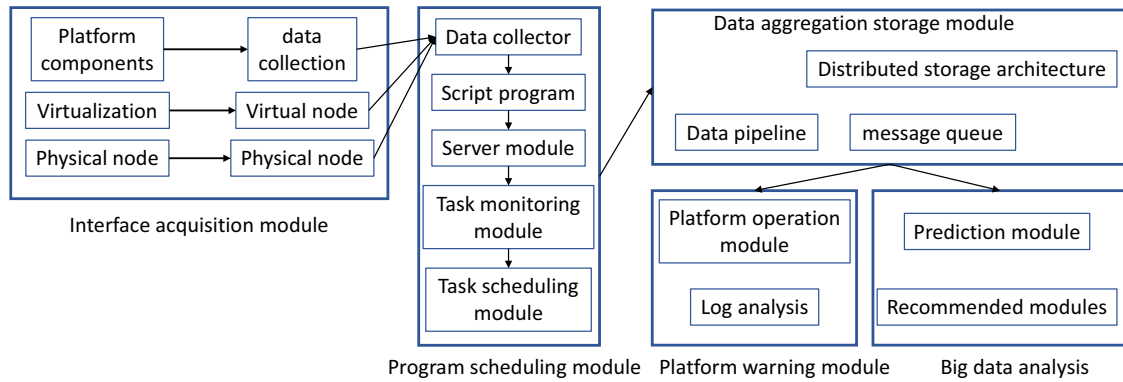 Platform
components
data
collection
Virtualization
Virtual node
Physical node
Physical node
Interface acquisition module
Data collector
Script program
Server module
Task monitoring
module
Task scheduling
module
Program scheduling module
Data aggregation storage module
Distributed storage architecture
Data pipeline
message queue
Platform operation
module
Log analysis
Platform warning module
Prediction module
Recommended modules
Big data analysis